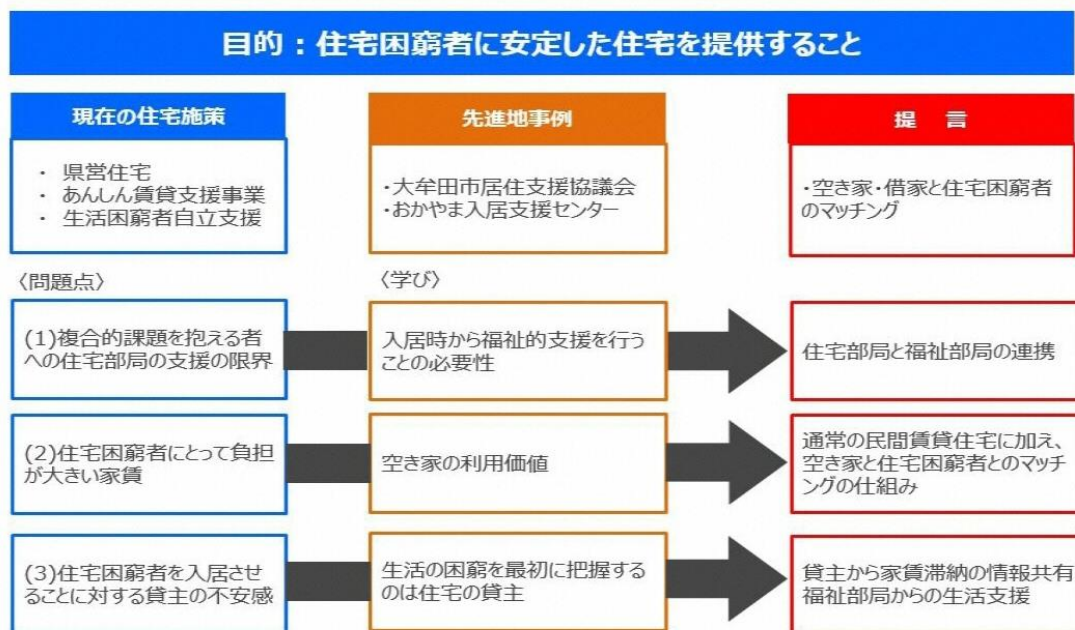 目的：住宅困窮者に安定した住宅を提供すること
現在の住宅施策
・ 県営住宅
・ あんしん賃貸支援事業
・ 生活困窮者自立支援
先進地事例
・大牟田市居住支援協議会
・おかやま入居支援センター
提　言
・空き家・借家と住宅困窮者
のマッチング
〈問題点〉
〈学び〉
(1)複合的課題を抱える者
への住宅部局の支援の限界
入居時から福祉的支援を行う
ことの必要性
住宅部局と福祉部局の連携
(2)住宅困窮者にとって負担
が大きい家賃
空き家の利用価値
通常の民間賃貸住宅に加え、
空き家と住宅困窮者とのマッチ
ングの仕組み
(3)住宅困窮者を入居させ
ることに対する貸主の不安感
生活の困窮を最初に把握する
のは住宅の貸主
貸主から家賃滞納の情報共有
福祉部局からの生活支援